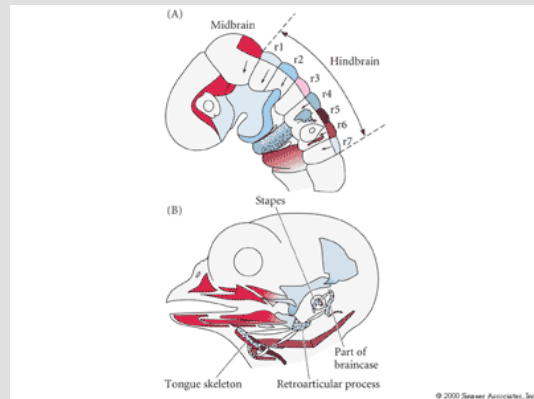 (A)
Midbrain
r1
r2
Hindbrain
r3
r4
r5
r6
r7
(B)
Stapes
Part of
braincase
Tongue skeleton
Retroarticular process
© 2000 Sinauer Associates, Inc.